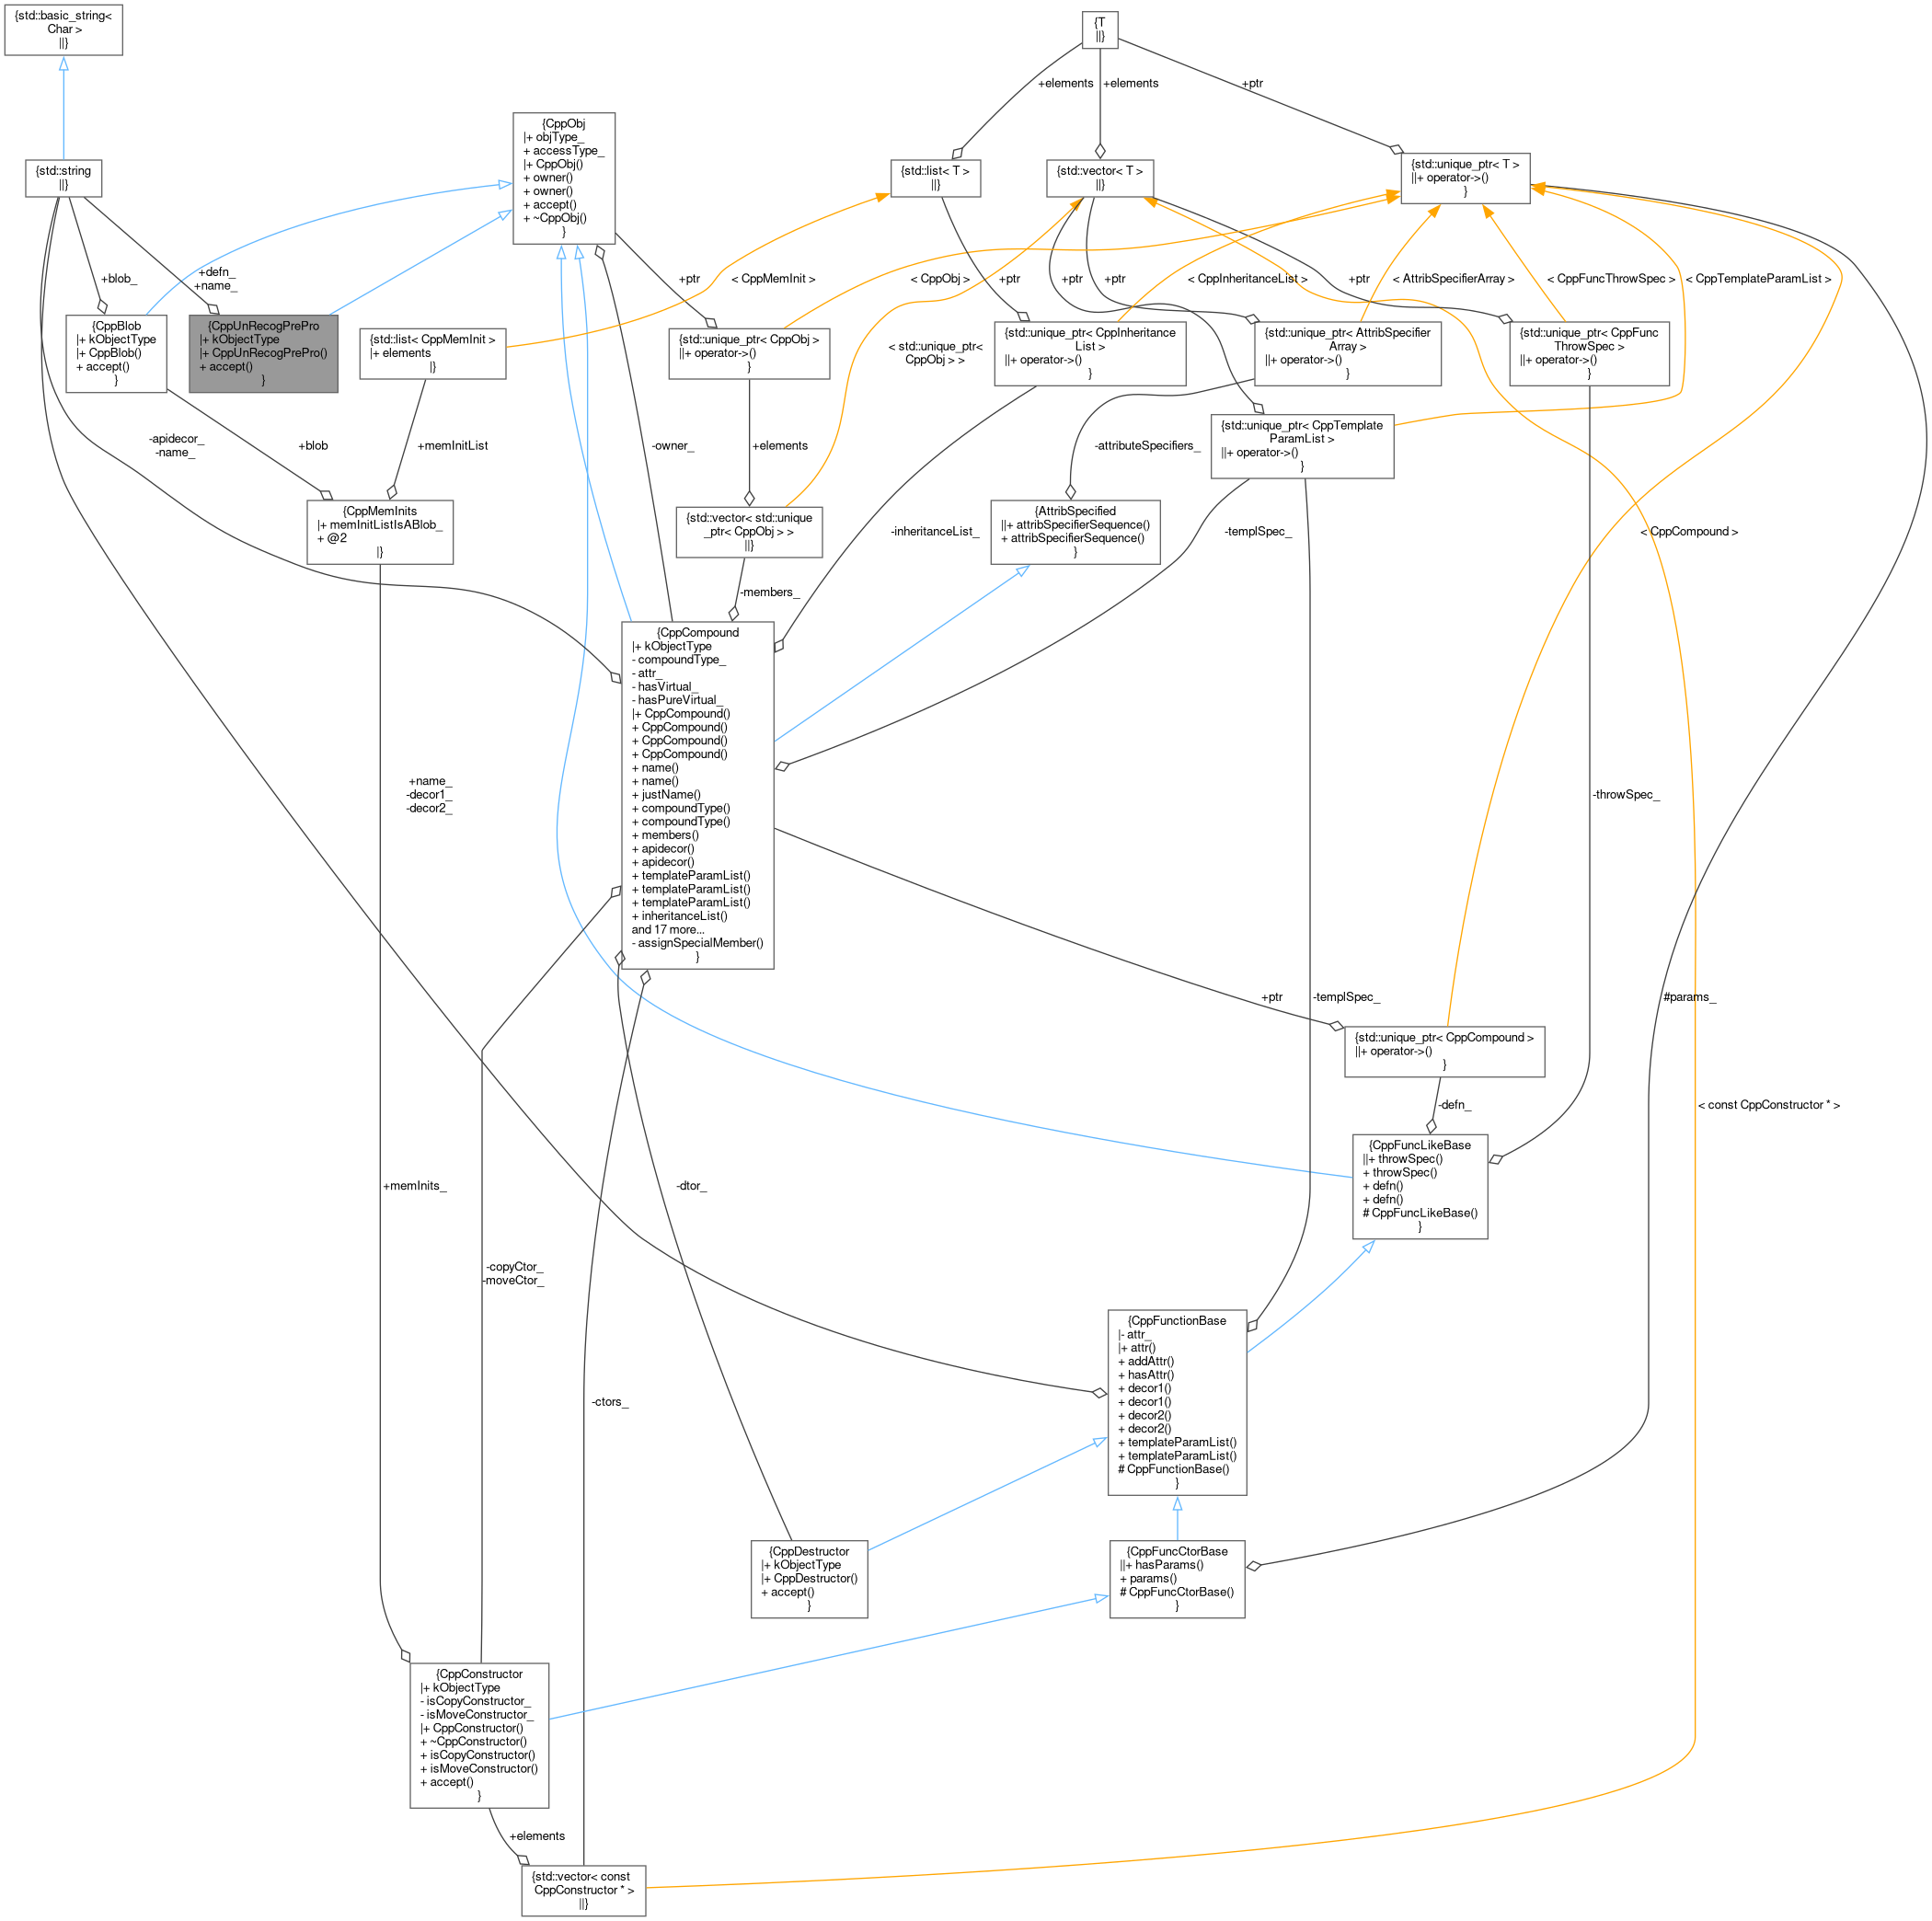 {std::basic_string<
Char >
||}
{T
||}
+elements
+elements
+ptr
{CppObj
|+ objType_
+ accessType_
|+ CppObj()
+ owner()
+ owner()
+ accept()
+ ~CppObj()
}
{std::string
||}
{std::list< T >
||}
{std::vector< T >
||}
{std::unique_ptr< T >
||+ operator->()
}
+blob_
+defn_
+name_
+ptr
< CppMemInit >
< CppObj >
+ptr
+ptr
+ptr
< CppInheritanceList >
+ptr
< AttribSpecifierArray >
< CppFuncThrowSpec >
< CppTemplateParamList >
{CppBlob
|+ kObjectType
|+ CppBlob()
+ accept()
}
{CppUnRecogPrePro
|+ kObjectType
|+ CppUnRecogPrePro()
+ accept()
}
{std::list< CppMemInit >
|+ elements
|}
{std::unique_ptr< CppObj >
||+ operator->()
}
< std::unique_ptr<
CppObj > >
{std::unique_ptr< CppInheritance
List >
||+ operator->()
}
{std::unique_ptr< AttribSpecifier
Array >
||+ operator->()
}
{std::unique_ptr< CppFunc
ThrowSpec >
||+ operator->()
}
-apidecor_
-name_
+blob
+memInitList
-owner_
+elements
-attributeSpecifiers_
{std::unique_ptr< CppTemplate
ParamList >
||+ operator->()
}
{CppMemInits
|+ memInitListIsABlob_
+ @2
|}
{std::vector< std::unique
_ptr< CppObj > >
||}
-inheritanceList_
{AttribSpecified
||+ attribSpecifierSequence()
+ attribSpecifierSequence()
}
-templSpec_
< CppCompound >
-members_
{CppCompound
|+ kObjectType
- compoundType_
- attr_
- hasVirtual_
- hasPureVirtual_
|+ CppCompound()
+ CppCompound()
+ CppCompound()
+ CppCompound()
+ name()
+ name()
+ justName()
+ compoundType()
+ compoundType()
+ members()
+ apidecor()
+ apidecor()
+ templateParamList()
+ templateParamList()
+ templateParamList()
+ inheritanceList()
and 17 more...
- assignSpecialMember()
}
+name_
-decor1_
-decor2_
-throwSpec_
+ptr
-templSpec_
#params_
{std::unique_ptr< CppCompound >
||+ operator->()
}
-defn_
< const CppConstructor * >
{CppFuncLikeBase
||+ throwSpec()
+ throwSpec()
+ defn()
+ defn()
# CppFuncLikeBase()
}
+memInits_
-dtor_
-copyCtor_
-moveCtor_
{CppFunctionBase
|- attr_
|+ attr()
+ addAttr()
+ hasAttr()
+ decor1()
+ decor1()
+ decor2()
+ decor2()
+ templateParamList()
+ templateParamList()
# CppFunctionBase()
}
-ctors_
{CppDestructor
|+ kObjectType
|+ CppDestructor()
+ accept()
}
{CppFuncCtorBase
||+ hasParams()
+ params()
# CppFuncCtorBase()
}
{CppConstructor
|+ kObjectType
- isCopyConstructor_
- isMoveConstructor_
|+ CppConstructor()
+ ~CppConstructor()
+ isCopyConstructor()
+ isMoveConstructor()
+ accept()
}
+elements
{std::vector< const
CppConstructor * >
||}